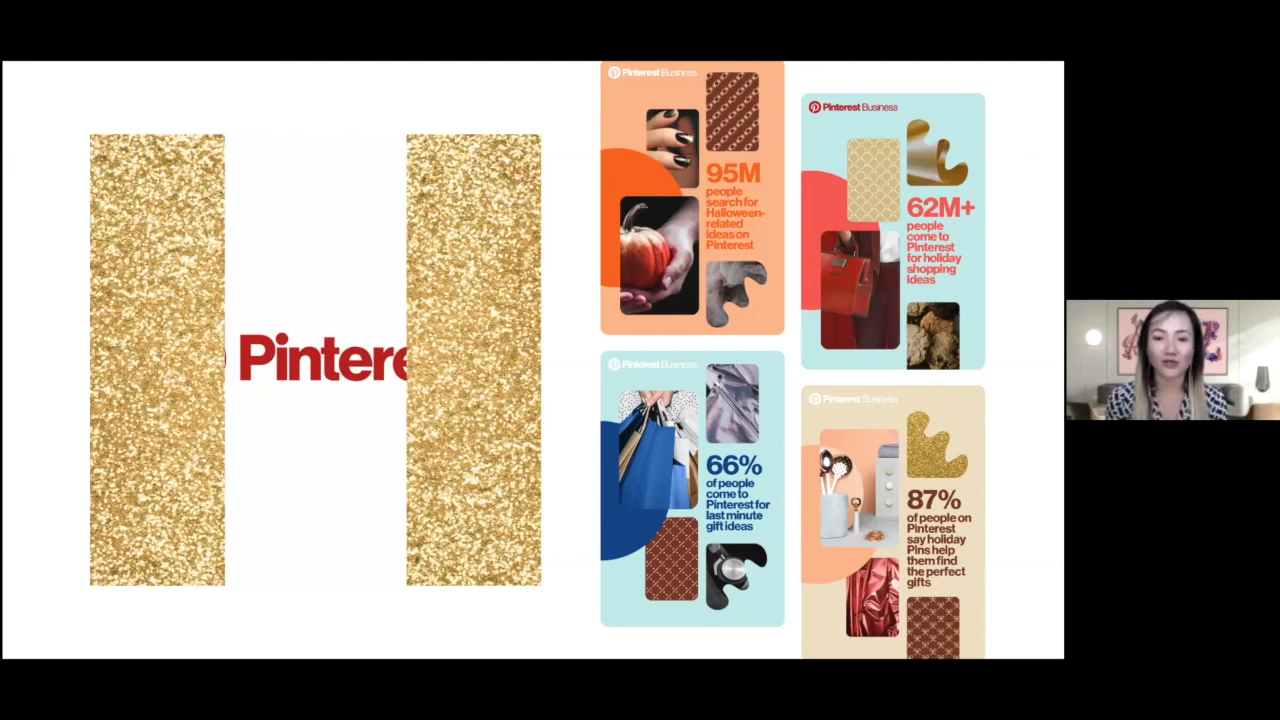 Pintere
Pinterest Business
95M
people
search for
Halloween-
related
ideas on
Pinterest
Pinterest Business
62M+
people
come to
Pinterest
for holiday
shopping
ideas
Pinterest Business
66%
of people
come to
Pinterest for
last minute
gift ideas
Pinterest Business
87%
of people on
Pinterest
say holiday
Pins help
them find
the perfect
gifts